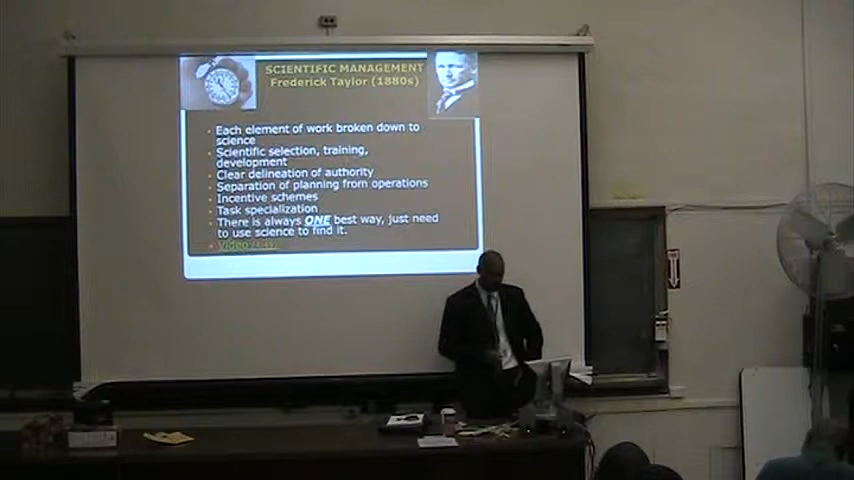 SCIENTIFIC MANAGEMENT
Frederick Taylor (1880s)
Each element of work broken down to
science
Scientific selection, training,
development
Clear delineation of authority
Separation of planning from operations
Incentive schemes
Task specialization
There is always ONE best way, just need
to use science to find it.
Video